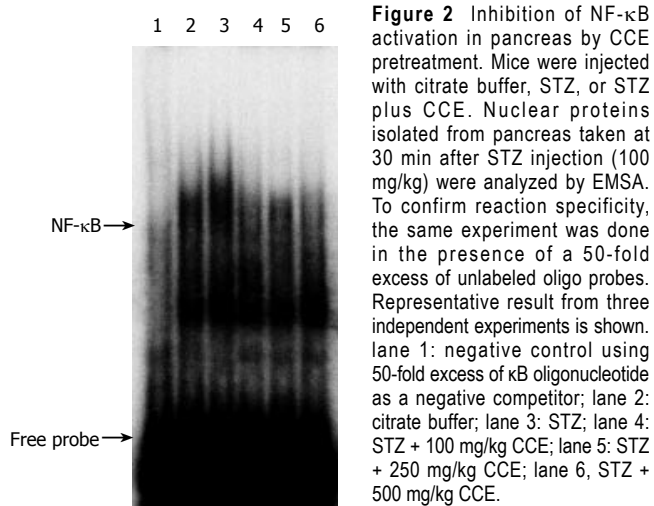 1 2 3 4 5 6
NF-κB
Free probe
Figure 2 Inhibition of NF-κB
activation in pancreas by CCE
pretreatment. Mice were injected
with citrate buffer, STZ, or STZ
plus CCE. Nuclear proteins
isolated from pancreas taken at
30 min after STZ injection (100
mg/kg) were analyzed by EMSA.
To confirm reaction specificity,
the same experiment was done
in the presence of a 50-fold
excess of unlabeled oligo probes.
Representative result from three
independent experiments is shown.
lane 1: negative control using
50-fold excess of κB oligonucleotide
as a negative competitor; lane 2:
citrate buffer; lane 3: STZ; lane 4:
STZ + 100 mg/kg CCE; lane 5: STZ
+ 250 mg/kg CCE; lane 6, STZ +
500 mg/kg CCE.